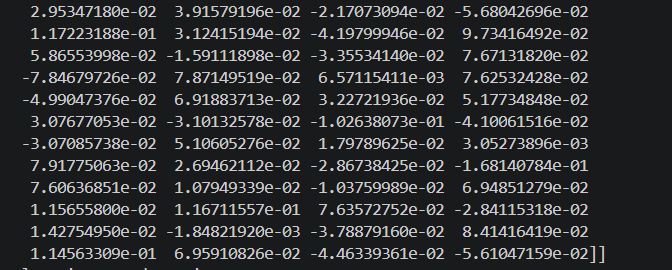 2.95347180e-02 3.91579196e-02 -2.17073094e-02 -5.68042696e-02
1.17223188e-01 3.12415194e-02 -4.19799946e-02 9.73416492e-02
5.86553998e-02 -1.59111898e-02 -3.35534140e-02 7.67131820e-02
-7.84679726e-02 7.87149519e-02 6.57115411e-03 7.62532428e-02
-4.99047376e-02 6.91883713e-02 3.22721936e-02 5.17734848e-02
3.07677053e-02 -3.10132578e-02 -1.02638073e-01 -4.10061516e-02
-3.07085738e-02 5.10605276e-02 1.79789625e-02 3.05273896e-03
7.91775063e-02 2.69462112e-02 -2.86738425e-02 -1.68140784e-01
7.60636851e-02 1.07949339e-02 -1.03759989e-02 6.94851279e-02
1.15655800e-02 1.16711557e-01 7.63572752e-02 -2.84115318e-02
1.42754950e-02 -1.84821920e-03 -3.78879160e-02 8.41416419e-02
1.14563309e-01 6.95910826e-02 -4.46339361e-02 -5.61047159e-02]]